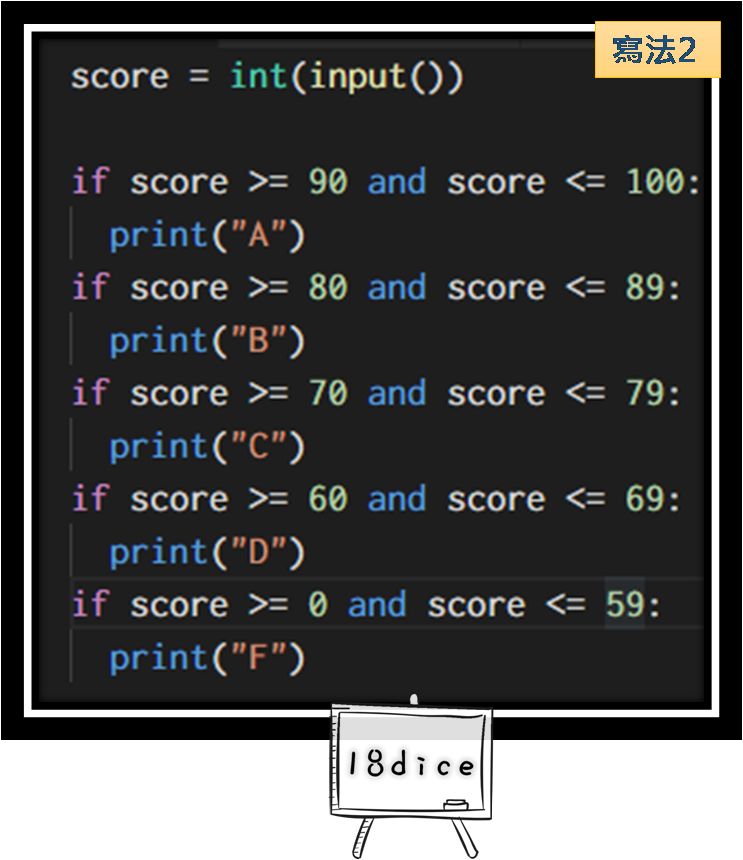 寫法2
score = int(input())
if score >= 90 and score <= 100:
print("A")
if score >= 80 and score <= 89:
print("B")
if score >= 70 and score <= 79:
print("C")
if score >= 60 and score <= 69:
print("D")
if score >= 0 and score <= 59:
print("F")
18dice